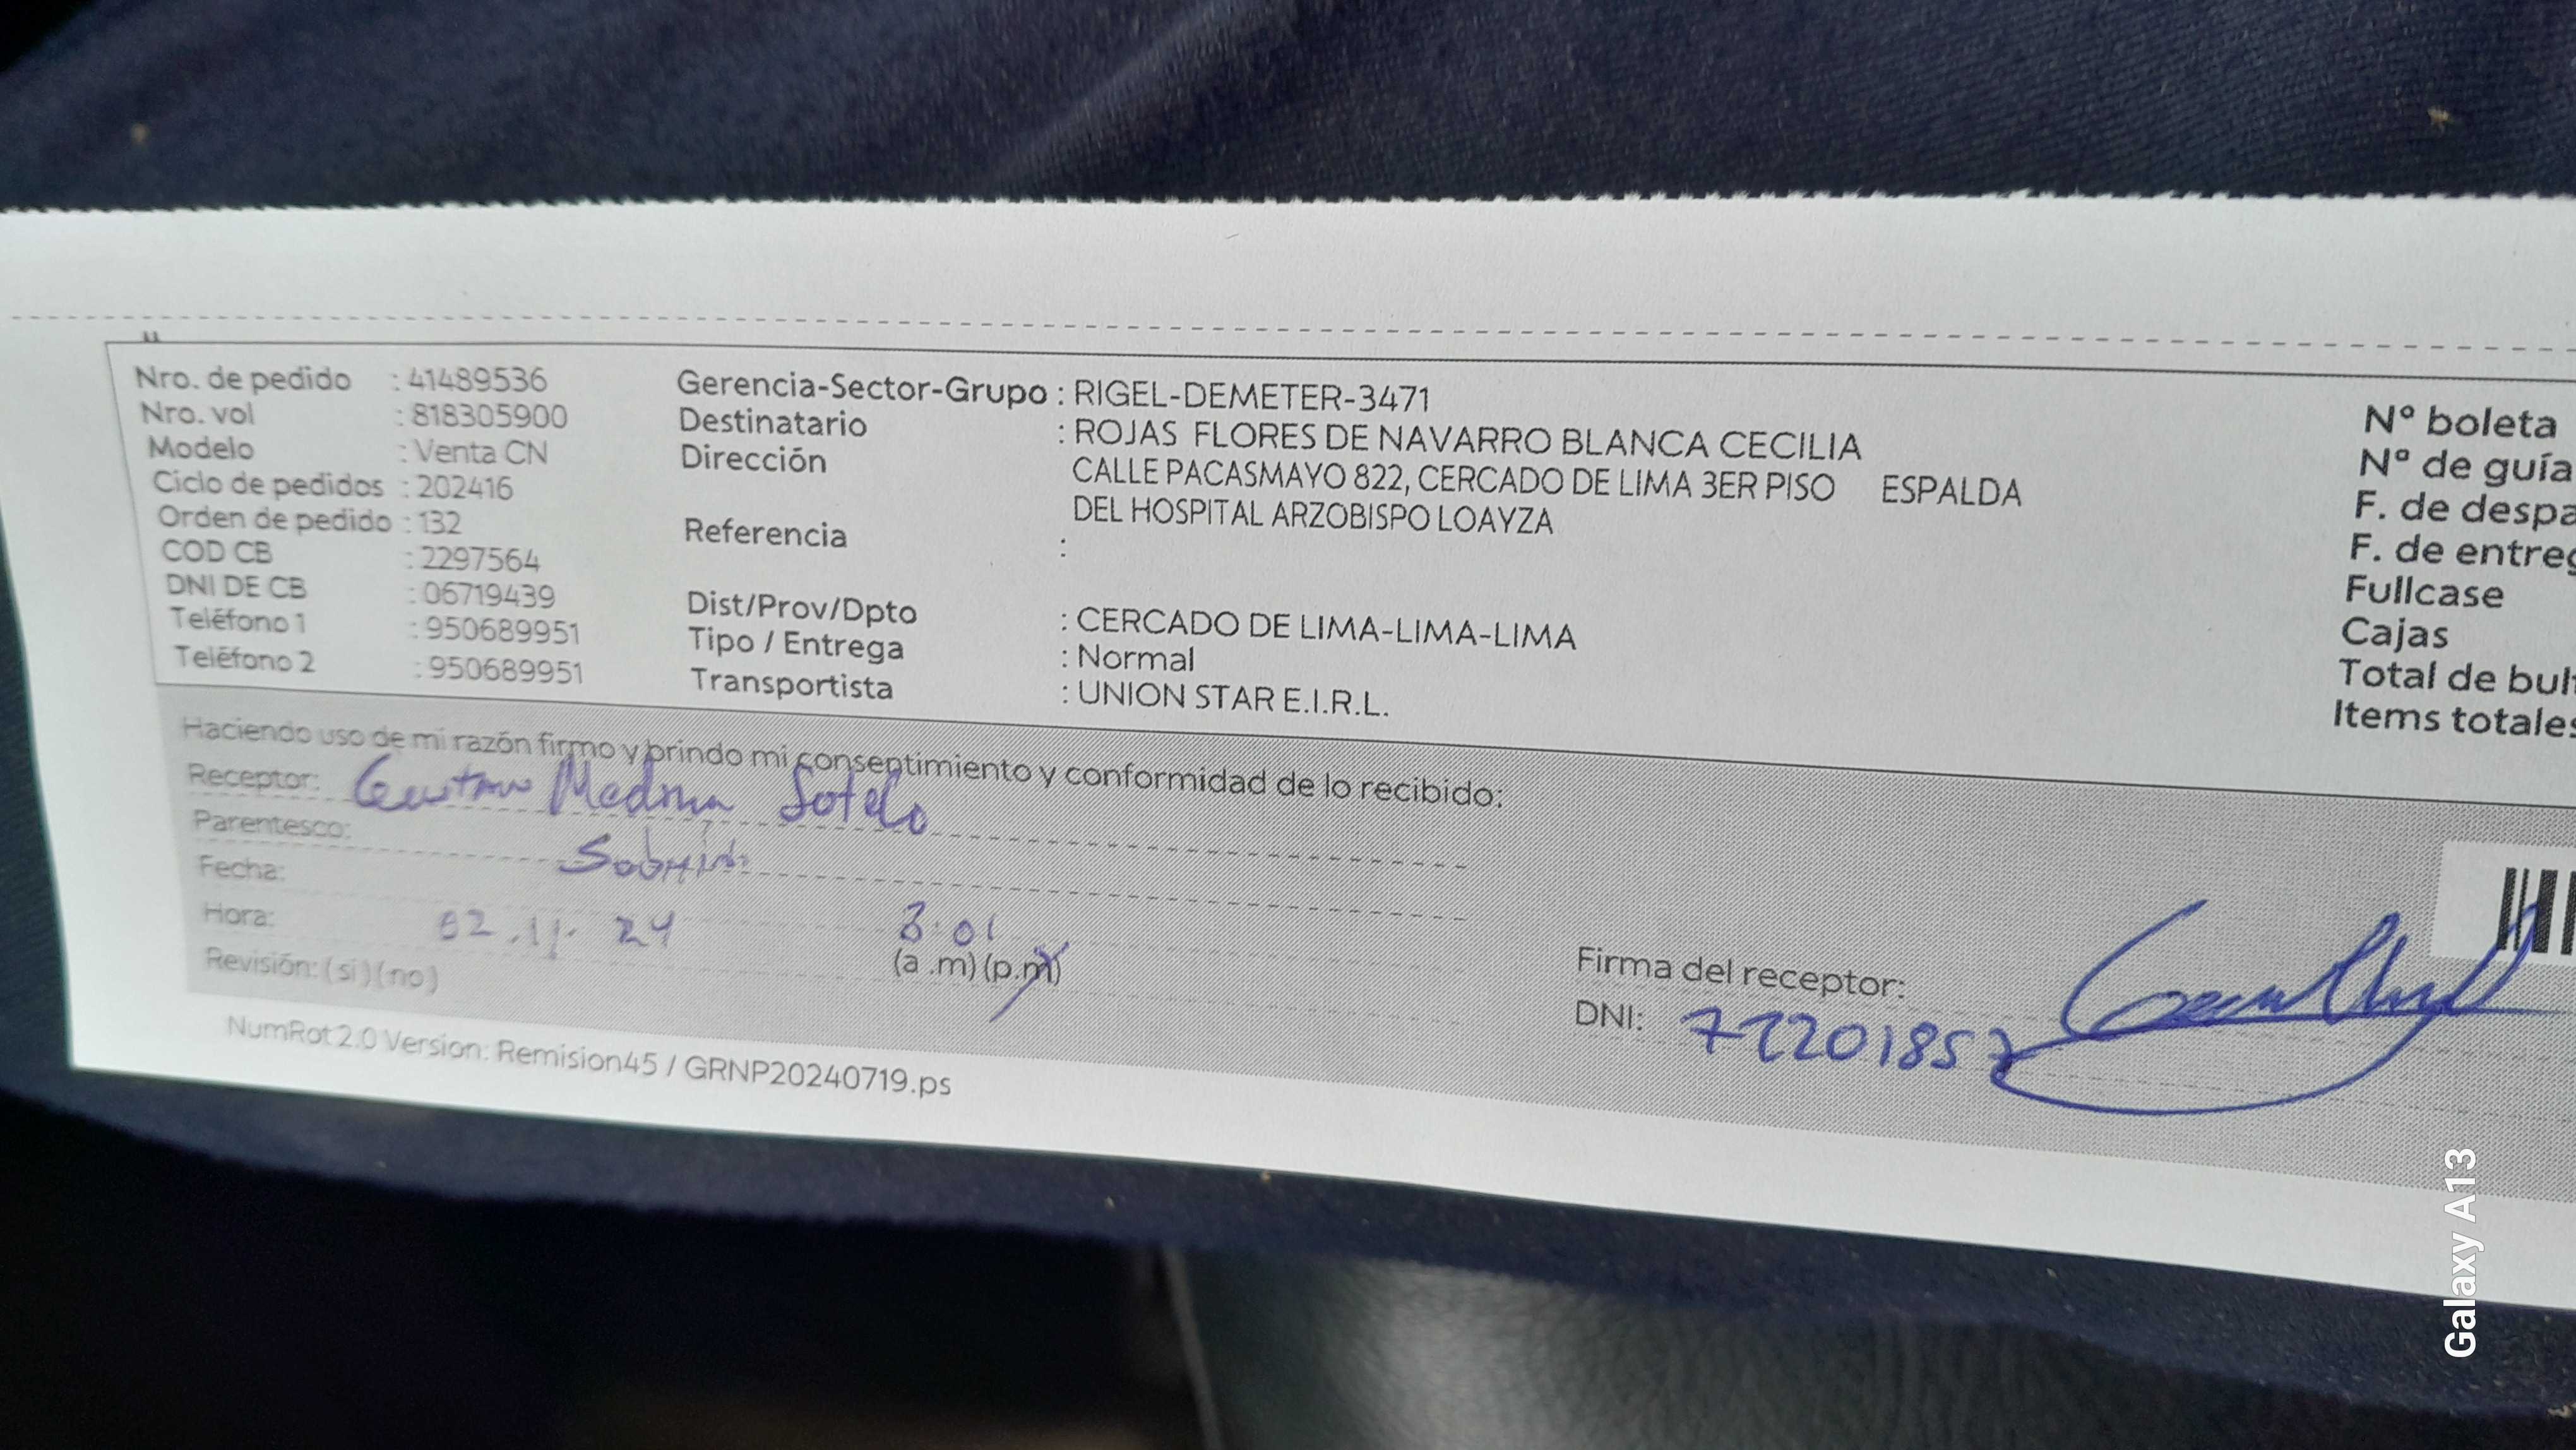 Nro. de pedido : 41489536
Nro. vol : 818305900
Modelo : Venta CN
Ciclo de pedidos : 202416
Orden de pedido : 132
COD CB : 2297564
DNI DE CB : 06719439
Teléfono 1 : 950689951
Teléfono 2 : 950689951
Gerencia-Sector-Grupo : RIGEL-DEMETER-3471
Destinatario : ROJAS FLORES DE NAVARRO BLANCA CECILIA
Dirección CALLE PACASMAYO 822, CERCADO DE LIMA 3ER PISO ESPALDA
DEL HOSPITAL ARZOBISPO LOAYZA
Referencia :
Dist/Prov/Dpto : CERCADO DE LIMA-LIMA-LIMA
Tipo / Entrega : Normal
Transportista : UNION STAR E.I.R.L.
N° boleta
N° de guía
F. de despa
F. de entreg
Fullcase
Cajas
Total de bult
Items totales
Haciendo uso de mi razón firmo y brindo mi consentimiento y conformidad de lo recibido:
Receptor: Gustavo Medina Sotelo
Parentesco: Sobrino
Fecha:
Hora: 02.11.24 3:01
(a .m) (p.m)
Revisión: (si) (no)
Firma del receptor:
DNI: 77201857
NumRot 2.0 Version: Remision45 / GRNP20240719.ps
Galaxy A13